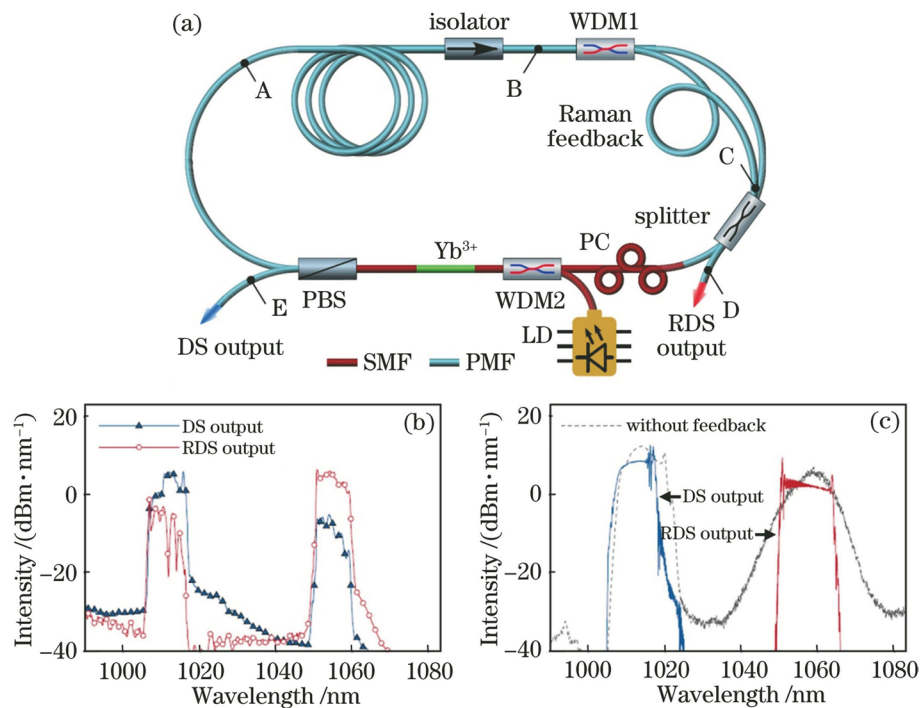 (a)
isolator
WDM1
A
B
Raman
feedback
C
splitter
Yb³⁺
PC
PBS
WDM2
E
D
DS output
LD
RDS
output
SMF
PMF
(b)
DS output
RDS output
Intensity /(dBm·nm⁻¹)
20
0
−20
−40
1000
1020
1040
1060
1080
Wavelength /nm
(c)
without feedback
DS output
RDS output
Intensity /(dBm·nm⁻¹)
20
0
−20
−40
1000
1020
1040
1060
1080
Wavelength /nm